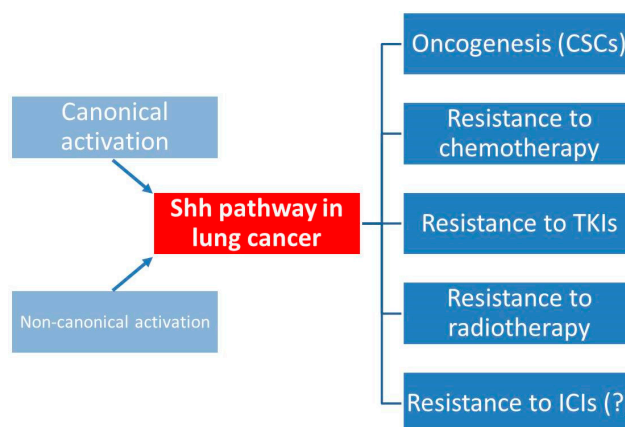 Canonical
activation
Non-canonical activation
Shh pathway in
lung cancer
Oncogenesis (CSCs)
Resistance to
chemotherapy
Resistance to TKIs
Resistance to
radiotherapy
Resistance to ICIs (?